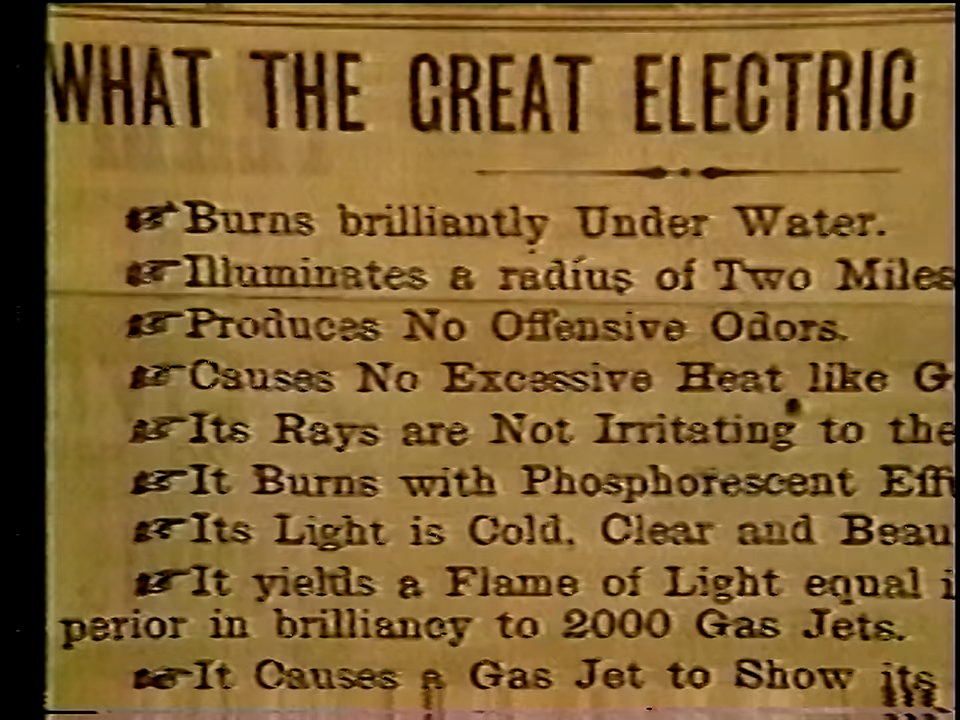 WHAT THE GREAT ELECTRIC
Burns brilliantly Under Water.
Illuminates a radius of Two Miles
Produces No Offensive Odors.
Causes No Excessive Heat like G
Its Rays are Not Irritating to the
It Burns with Phosphorescent Eff
Its Light is Cold, Clear and Beau
It yields a Flame of Light equal i
perior in brilliancy to 2000 Gas Jets.
It Causes a Gas Jet to Show its